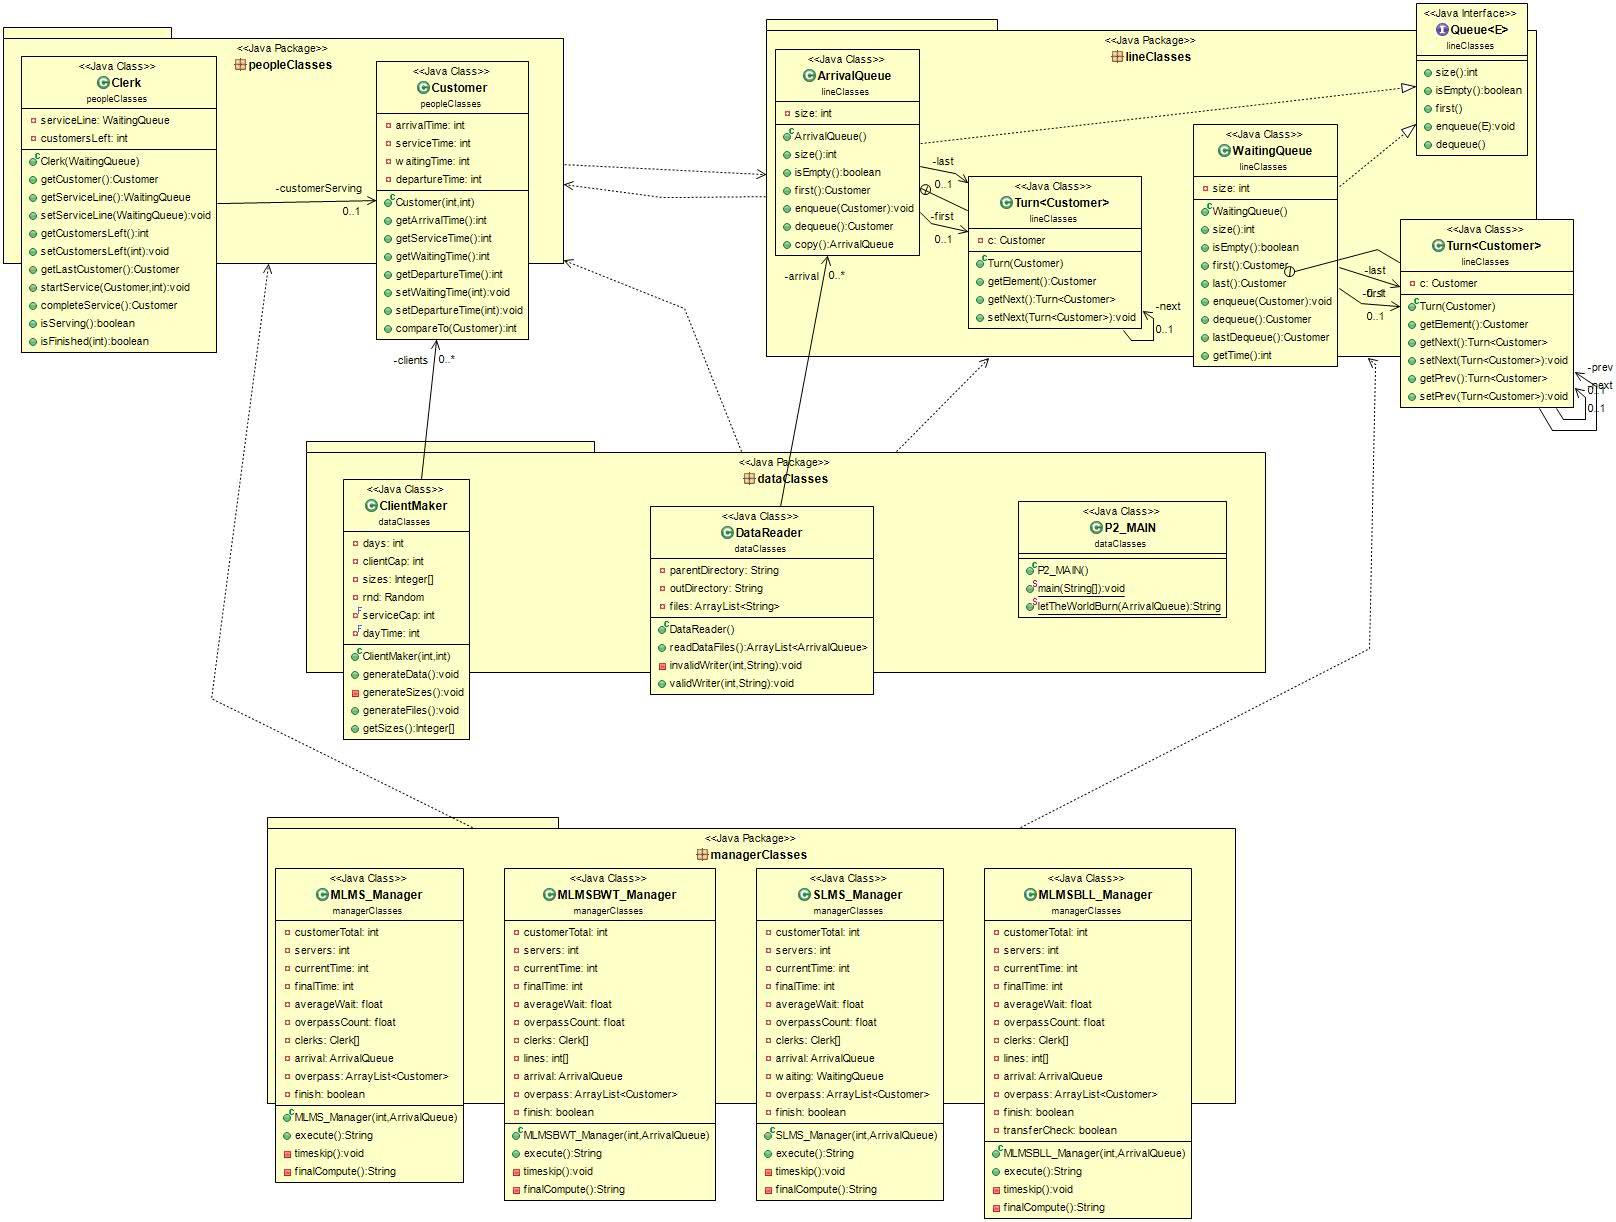 <<Java Package>>
peopleClasses
<<Java Class>>
Clerk
peopleClasses
serviceLine: WaitingQueue
customersLeft: int
Clerk(WaitingQueue)
getCustomer():Customer
getServiceLine():WaitingQueue
setServiceLine(WaitingQueue):void
getCustomersLeft():int
setCustomersLeft(int):void
getLastCustomer():Customer
startService(Customer,int):void
completeService():Customer
isServing():boolean
isFinished(int):boolean
-customerServing
0..1
<<Java Class>>
Customer
peopleClasses
arrivalTime: int
serviceTime: int
waitingTime: int
departureTime: int
Customer(int,int)
getArrivalTime():int
getServiceTime():int
getWaitingTime():int
getDepartureTime():int
setWaitingTime(int):void
setDepartureTime(int):void
compareTo(Customer):int
-clients
0..*
<<Java Package>>
lineClasses
<<Java Class>>
ArrivalQueue
lineClasses
size: int
ArrivalQueue()
size():int
isEmpty():boolean
first():Customer
enqueue(Customer):void
dequeue():Customer
copy():ArrivalQueue
-last
0..1
-first
0..1
-arrival
0..*
<<Java Class>>
Turn<Customer>
lineClasses
c: Customer
Turn(Customer)
getElement():Customer
getNext():Turn<Customer>
setNext(Turn<Customer>):void
-next
0..1
<<Java Class>>
WaitingQueue
lineClasses
size: int
WaitingQueue()
size():int
isEmpty():boolean
first():Customer
last():Customer
enqueue(Customer):void
dequeue():Customer
lastDequeue():Customer
getTime():int
-last
-first
0..1
<<Java Interface>>
Queue<E>
lineClasses
size():int
isEmpty():boolean
first()
enqueue(E):void
dequeue()
<<Java Class>>
Turn<Customer>
lineClasses
c: Customer
Turn(Customer)
getElement():Customer
getNext():Turn<Customer>
setNext(Turn<Customer>):void
getPrev():Turn<Customer>
setPrev(Turn<Customer>):void
-prev
-next
0..1
<<Java Package>>
dataClasses
<<Java Class>>
ClientMaker
dataClasses
days: int
clientCap: int
sizes: Integer[]
rnd: Random
serviceCap: int
dayTime: int
ClientMaker(int,int)
generateData():void
generateSizes():void
generateFiles():void
getSizes():Integer[]
<<Java Class>>
DataReader
dataClasses
parentDirectory: String
outDirectory: String
files: ArrayList<String>
DataReader()
readDataFiles():ArrayList<ArrivalQueue>
invalidWriter(int,String):void
validWriter(int,String):void
<<Java Class>>
P2_MAIN
dataClasses
P2_MAIN()
main(String[]):void
letTheWorldBurn(ArrivalQueue):String
<<Java Package>>
managerClasses
<<Java Class>>
MLMS_Manager
managerClasses
customerTotal: int
servers: int
currentTime: int
finalTime: int
averageWait: float
overpassCount: float
clerks: Clerk[]
arrival: ArrivalQueue
overpass: ArrayList<Customer>
finish: boolean
MLMS_Manager(int,ArrivalQueue)
execute():String
timeskip():void
finalCompute():String
<<Java Class>>
MLMSBWT_Manager
managerClasses
customerTotal: int
servers: int
currentTime: int
finalTime: int
averageWait: float
overpassCount: float
clerks: Clerk[]
lines: int[]
arrival: ArrivalQueue
overpass: ArrayList<Customer>
finish: boolean
MLMSBWT_Manager(int,ArrivalQueue)
execute():String
timeskip():void
finalCompute():String
<<Java Class>>
SLMS_Manager
managerClasses
customerTotal: int
servers: int
currentTime: int
finalTime: int
averageWait: float
overpassCount: float
clerks: Clerk[]
arrival: ArrivalQueue
waiting: WaitingQueue
overpass: ArrayList<Customer>
finish: boolean
SLMS_Manager(int,ArrivalQueue)
execute():String
timeskip():void
finalCompute():String
<<Java Class>>
MLMSBLL_Manager
managerClasses
customerTotal: int
servers: int
currentTime: int
finalTime: int
averageWait: float
overpassCount: float
clerks: Clerk[]
lines: int[]
arrival: ArrivalQueue
overpass: ArrayList<Customer>
finish: boolean
transferCheck: boolean
MLMSBLL_Manager(int,ArrivalQueue)
execute():String
timeskip():void
finalCompute():String